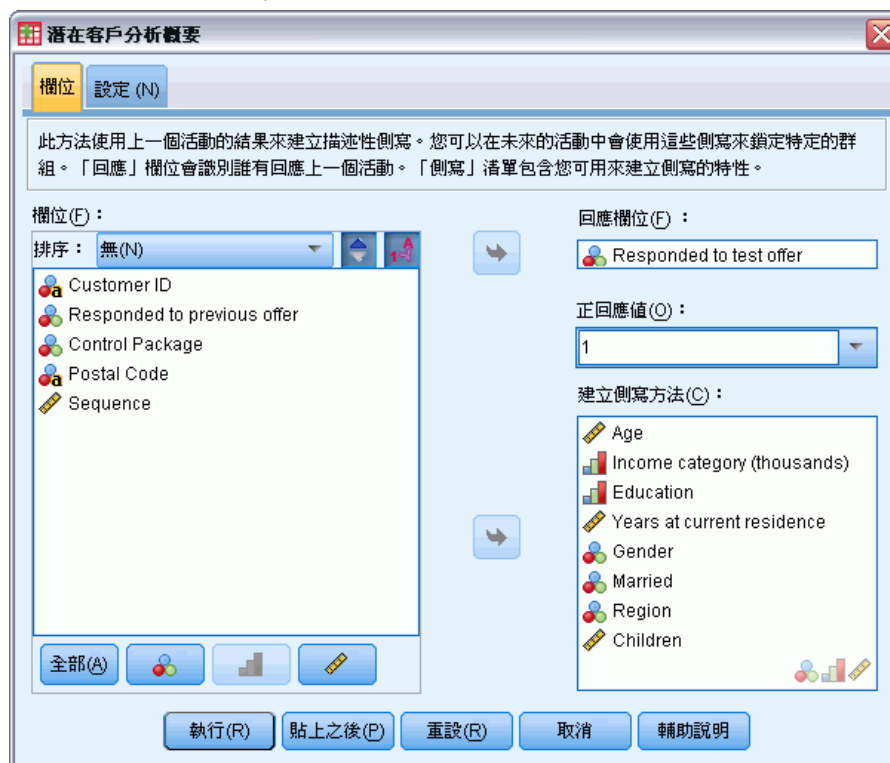 潛在客戶分析概要
欄位
設定 (N)
此方法使用上一個活動的結果來建立描述性側寫。您可以在未來的活動中會使用這些側寫來鎖定特定的群
組。「回應」欄位會識別誰有回應上一個活動。「側寫」清單包含您可用來建立側寫的特性。
欄位(F)：
排序： 無(N)
Customer ID
Responded to previous offer
Control Package
Postal Code
Sequence
全部(A)
回應欄位(F) ：
Responded to test offer
正回應值(O)：
1
建立側寫方法(C)：
Age
Income category (thousands)
Education
Years at current residence
Gender
Married
Region
Children
執行(R) 貼上之後(P) 重設(R) 取消 輔助說明